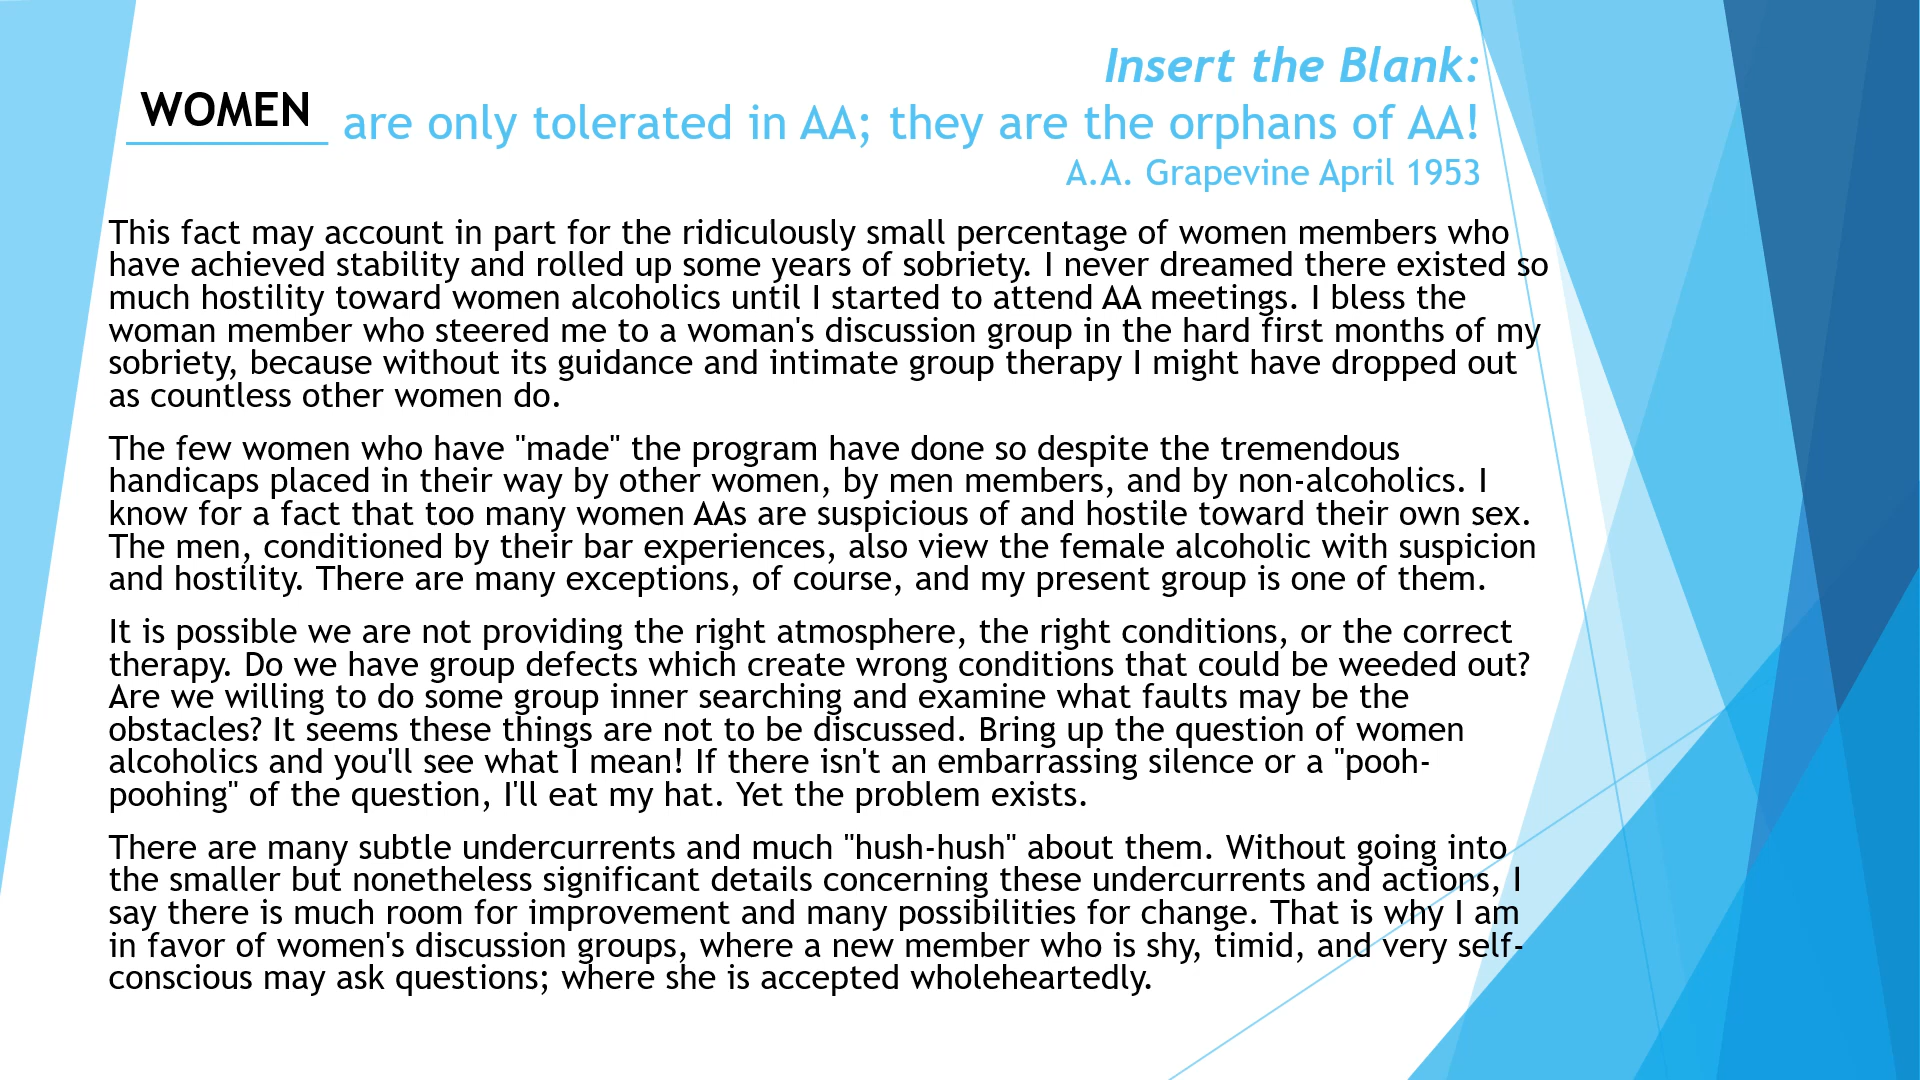 Insert the Blank:
WOMEN are only tolerated in AA; they are the orphans of AA!
A.A. Grapevine April 1953
This fact may account in part for the ridiculously small percentage of women members who
have achieved stability and rolled up some years of sobriety. I never dreamed there existed so
much hostility toward women alcoholics until I started to attend AA meetings. I bless the
woman member who steered me to a woman's discussion group in the hard first months of my
sobriety, because without its guidance and intimate group therapy I might have dropped out
as countless other women do.
The few women who have "made" the program have done so despite the tremendous
handicaps placed in their way by other women, by men members, and by non-alcoholics. I
know for a fact that too many women AAs are suspicious of and hostile toward their own sex.
The men, conditioned by their bar experiences, also view the female alcoholic with suspicion
and hostility. There are many exceptions, of course, and my present group is one of them.
It is possible we are not providing the right atmosphere, the right conditions, or the correct
therapy. Do we have group defects which create wrong conditions that could be weeded out?
Are we willing to do some group inner searching and examine what faults may be the
obstacles? It seems these things are not to be discussed. Bring up the question of women
alcoholics and you'll see what I mean! If there isn't an embarrassing silence or a "pooh-
poohing" of the question, I'll eat my hat. Yet the problem exists.
There are many subtle undercurrents and much "hush-hush" about them. Without going into
the smaller but nonetheless significant details concerning these undercurrents and actions, I
say there is much room for improvement and many possibilities for change. That is why I am
in favor of women's discussion groups, where a new member who is shy, timid, and very self-
conscious may ask questions; where she is accepted wholeheartedly.